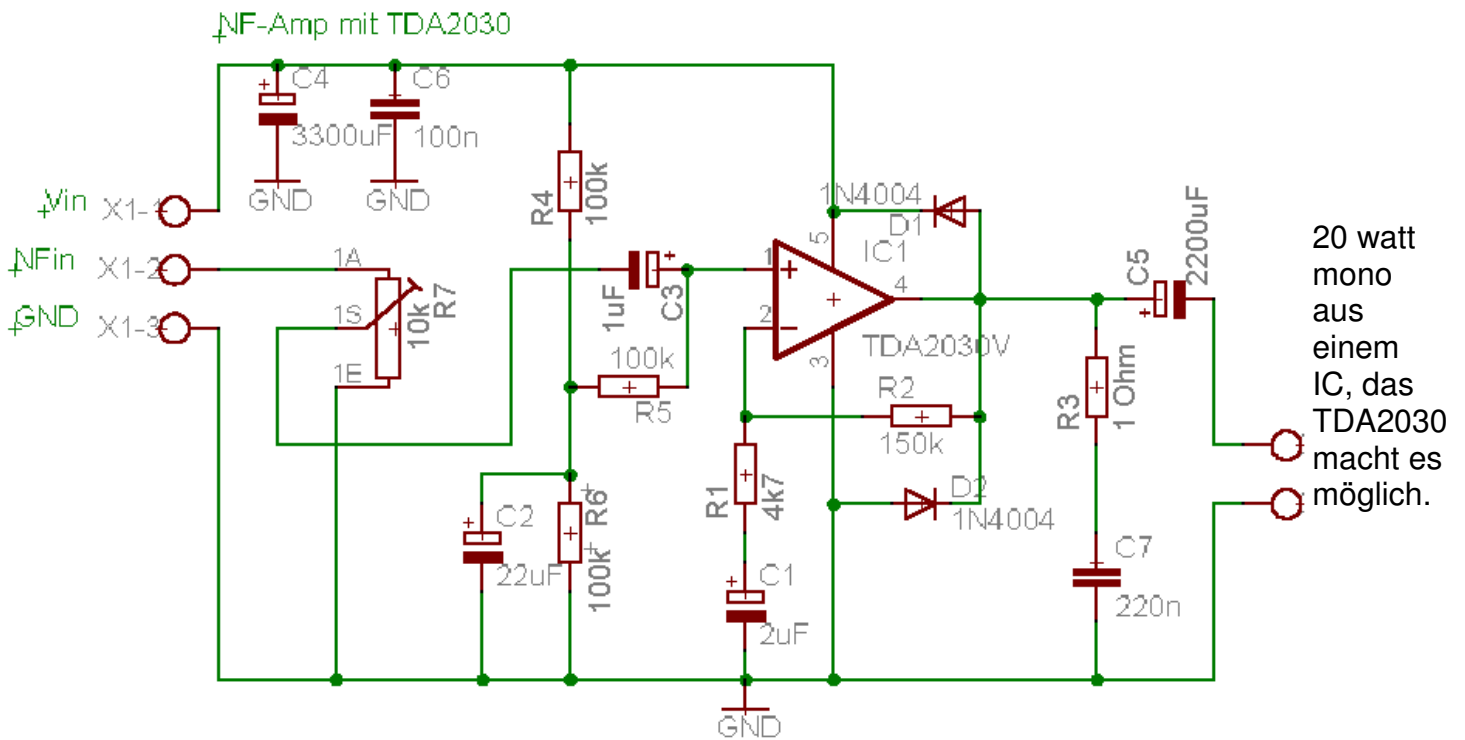 NF-Amp mit TDA2030
C4
3300uF
GND
C6
100n
GND
Vin X1-1
NFin X1-2
GND X1-3
1A
1S
1E
10k
R7
R4
100k
1uF
C3
100k
R5
C2
22uF
R6
100k
1N4004
D1
IC1
1
2
3
4
5
TDA2030V
R2
150k
R1
4k7
C1
2uF
D2
1N4004
R3
1 Ohm
C7
220n
C5
2200uF
GND
20 watt
mono
aus
einem
IC, das
TDA2030
macht es
möglich.